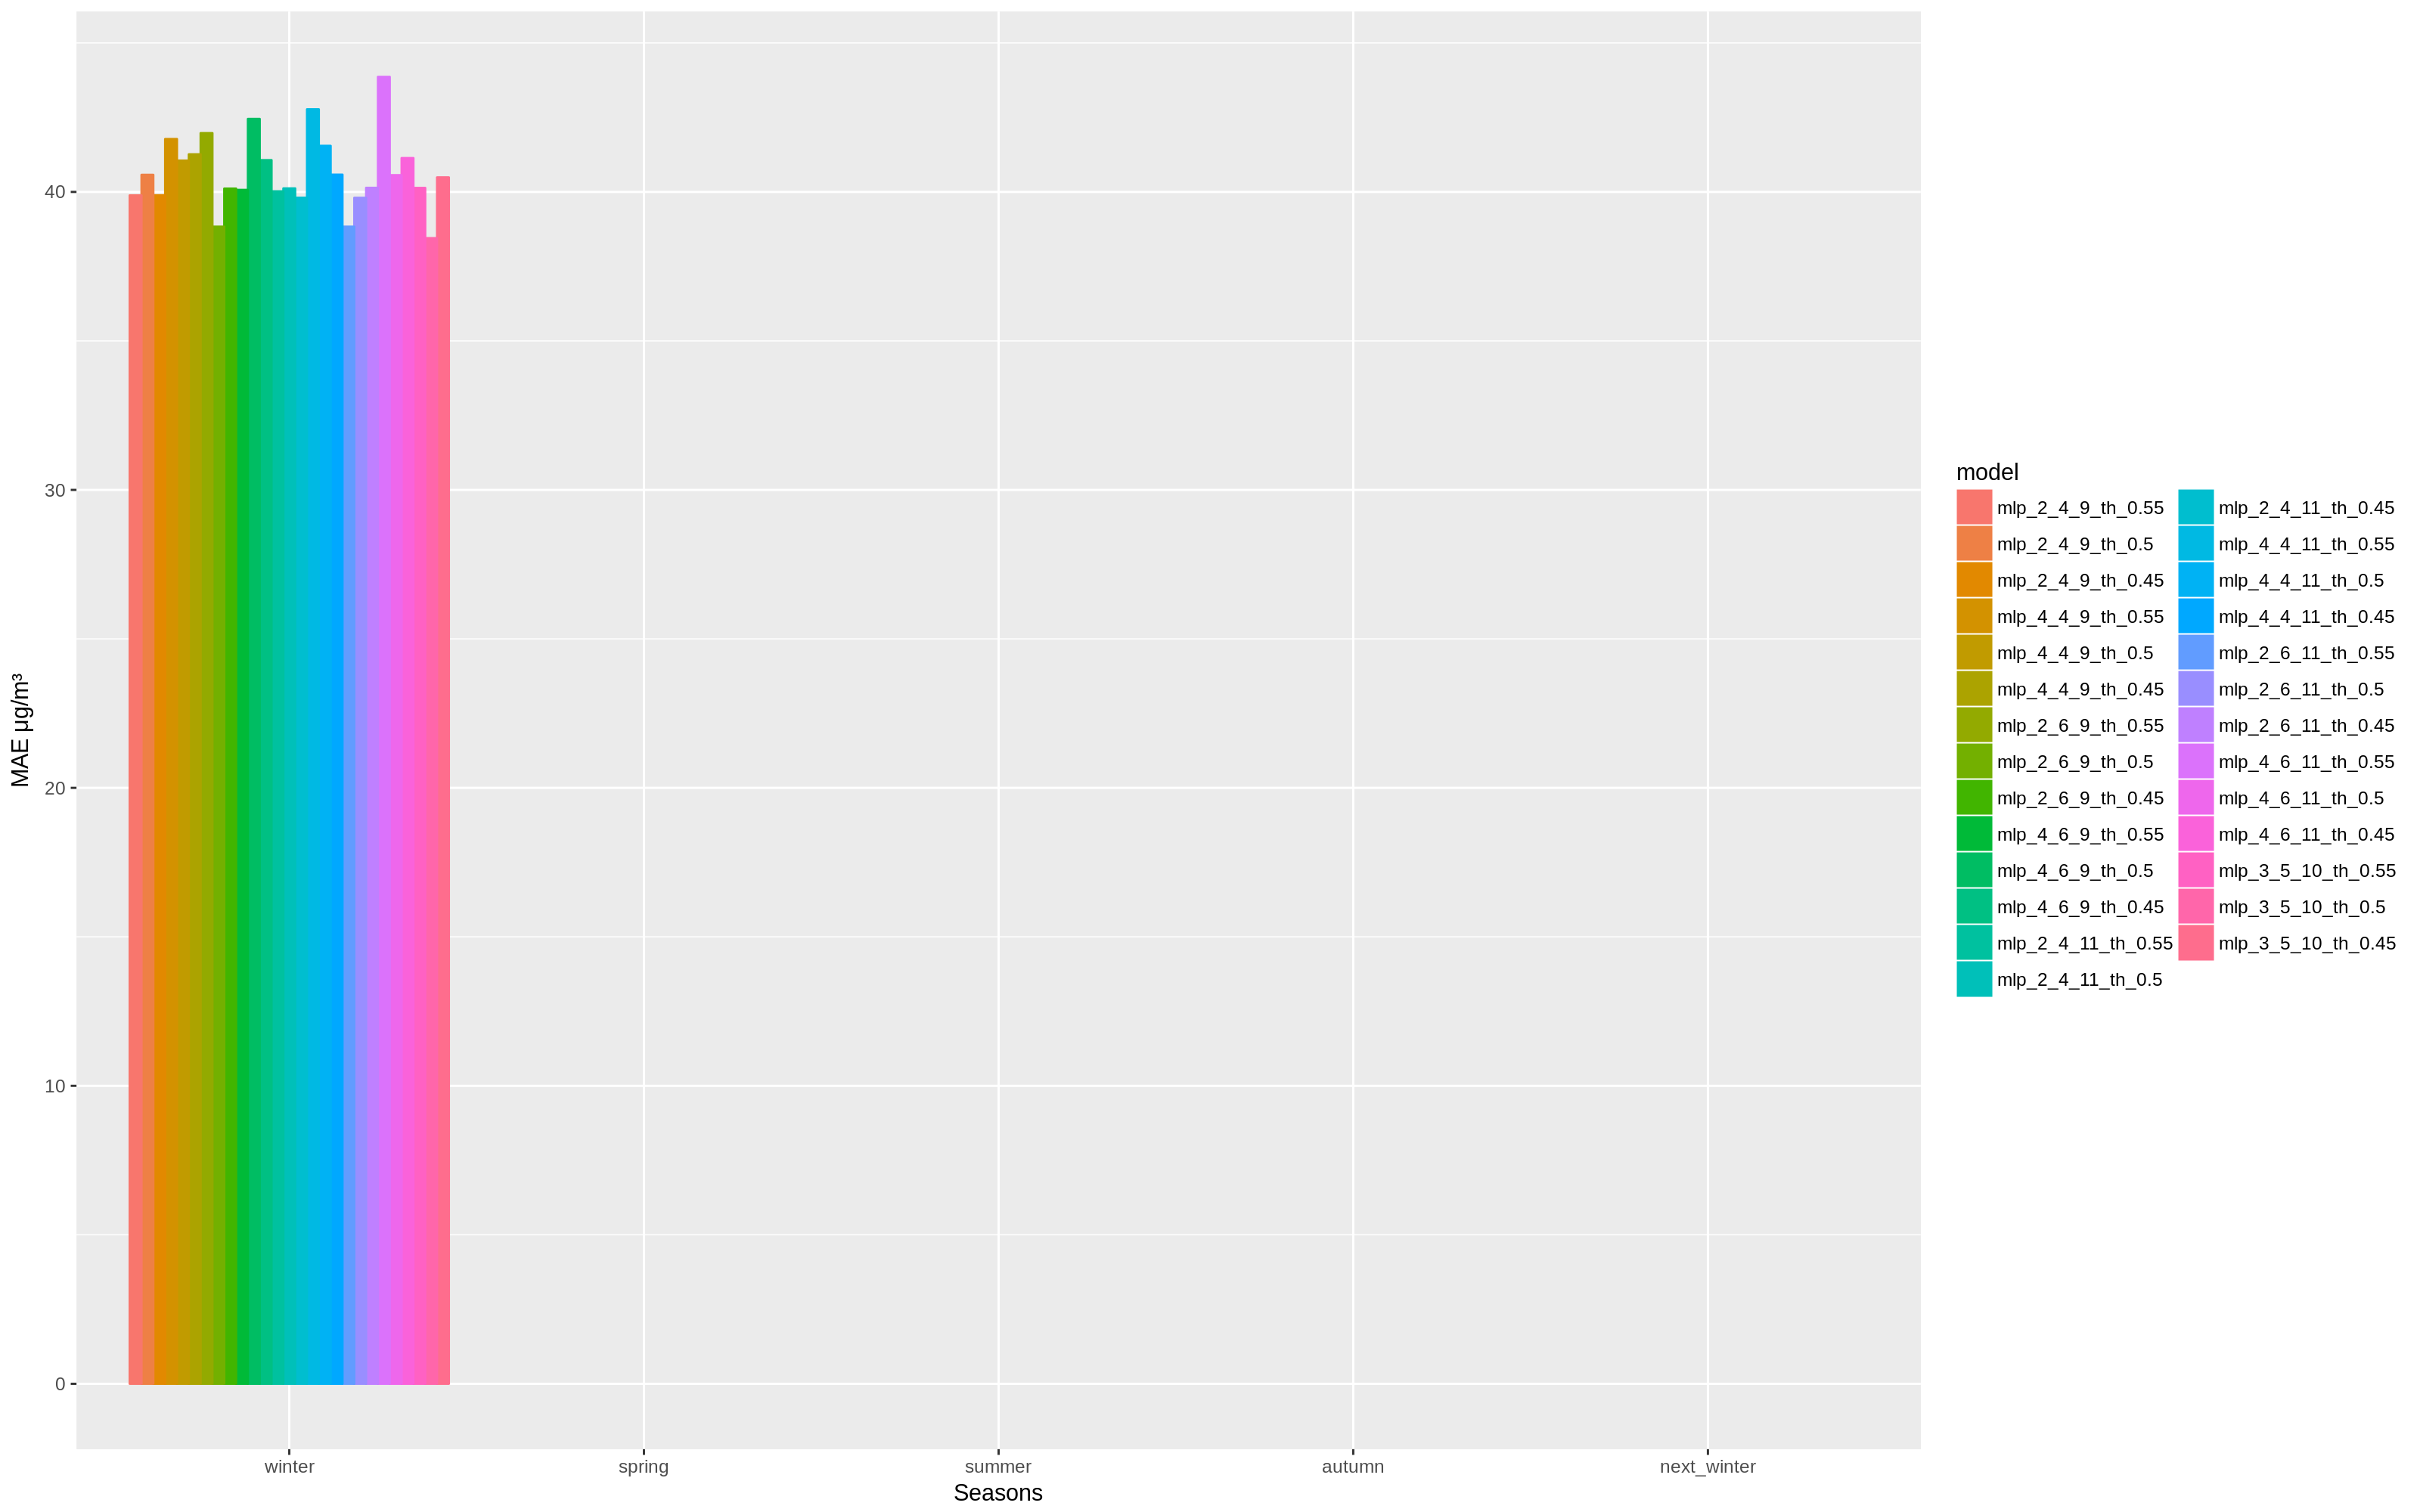 MAE μg/m³
40
30
20
10
0
winter
spring
summer
autumn
next_winter
Seasons
model
mlp_2_4_9_th_0.55
mlp_2_4_9_th_0.5
mlp_2_4_9_th_0.45
mlp_4_4_9_th_0.55
mlp_4_4_9_th_0.5
mlp_4_4_9_th_0.45
mlp_2_6_9_th_0.55
mlp_2_6_9_th_0.5
mlp_2_6_9_th_0.45
mlp_4_6_9_th_0.55
mlp_4_6_9_th_0.5
mlp_4_6_9_th_0.45
mlp_2_4_11_th_0.55
mlp_2_4_11_th_0.5
mlp_2_4_11_th_0.45
mlp_4_4_11_th_0.55
mlp_4_4_11_th_0.5
mlp_4_4_11_th_0.45
mlp_2_6_11_th_0.55
mlp_2_6_11_th_0.5
mlp_2_6_11_th_0.45
mlp_4_6_11_th_0.55
mlp_4_6_11_th_0.5
mlp_4_6_11_th_0.45
mlp_3_5_10_th_0.55
mlp_3_5_10_th_0.5
mlp_3_5_10_th_0.45